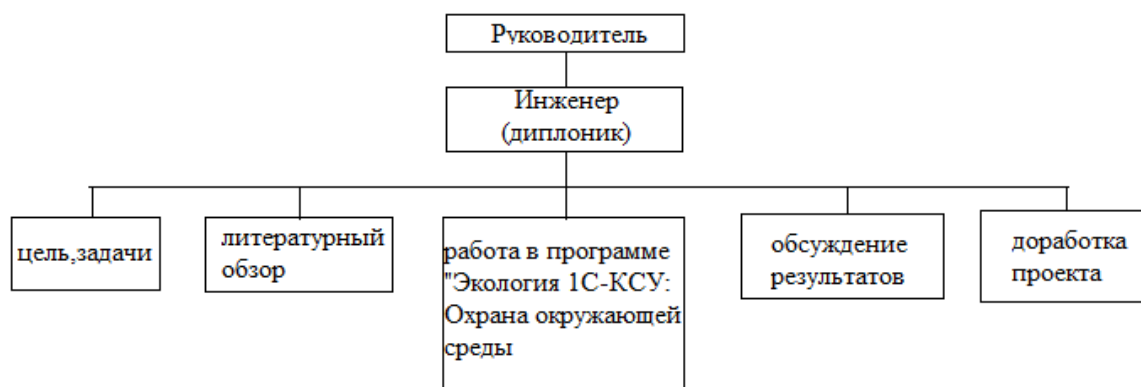 Руководитель
Инженер
(диплоник)
цель,задачи
литературный
обзор
работа в программе
"Экология 1С-КСУ:
Охрана окружающей
среды
обсуждение
результатов
доработка
проекта